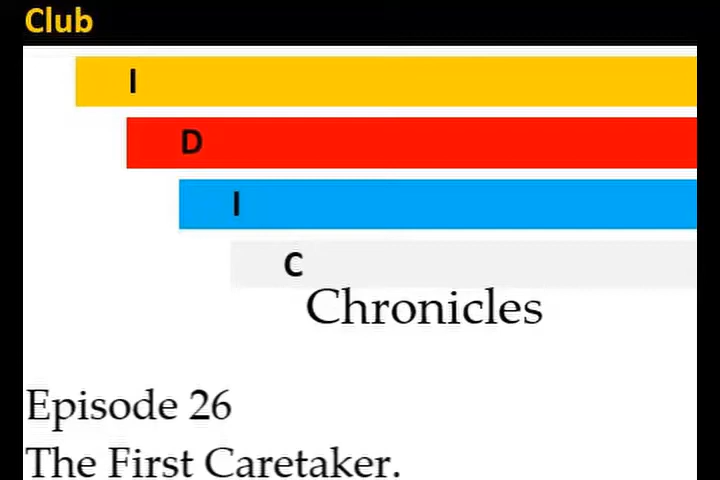 Club
I
D
I
C
Chronicles
Episode 26
The First Caretaker.